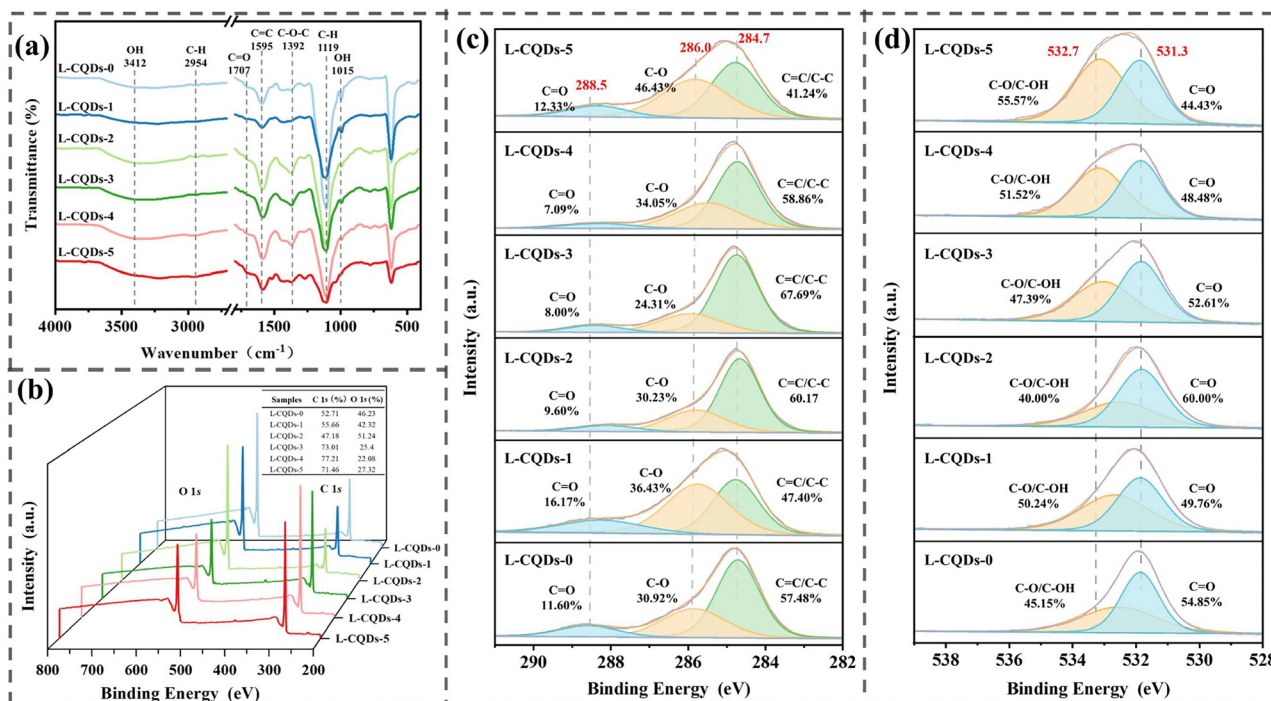 (a)
OH
3412
C-H
2954
C=O
1707
C=C
1595
C-O-C
1392
C-H
1119
OH
1015
L-CQDs-0
L-CQDs-1
L-CQDs-2
L-CQDs-3
L-CQDs-4
L-CQDs-5
Transmittance (%)
4000 3000 2000 1500 1000 500
Wavenumber（cm⁻¹）
(b)
Samples C 1s (%) O 1s (%)
L-CQDs-0 52.71 46.23
L-CQDs-1 55.66 42.32
L-CQDs-2 47.18 51.24
L-CQDs-3 73.01 25.4
L-CQDs-4 77.21 22.08
L-CQDs-5 71.46 27.32
O 1s
C 1s
L-CQDs-0
L-CQDs-1
L-CQDs-2
L-CQDs-3
L-CQDs-4
L-CQDs-5
Intensity (a.u.)
800 700 600 500 400 300 200
Binding Energy (eV)
(c)
L-CQDs-5
288.5
286.0
284.7
C=O
12.33%
C-O
46.43%
C=C/C-C
41.24%
L-CQDs-4
C=O
7.09%
C-O
34.05%
C=C/C-C
58.86%
L-CQDs-3
C=O
8.00%
C-O
24.31%
C=C/C-C
67.69%
L-CQDs-2
C=O
9.60%
C-O
30.23%
C=C/C-C
60.17
L-CQDs-1
C=O
16.17%
C-O
36.43%
C=C/C-C
47.40%
L-CQDs-0
C=O
11.60%
C-O
30.92%
C=C/C-C
57.48%
Intensity (a.u.)
290 288 286 284 282
Binding Energy (eV)
(d)
L-CQDs-5
532.7
531.3
C-O/C-OH
55.57%
C=O
44.43%
L-CQDs-4
C-O/C-OH
51.52%
C=O
48.48%
L-CQDs-3
C-O/C-OH
47.39%
C=O
52.61%
L-CQDs-2
C-O/C-OH
40.00%
C=O
60.00%
L-CQDs-1
C-O/C-OH
50.24%
C=O
49.76%
L-CQDs-0
C-O/C-OH
45.15%
C=O
54.85%
Intensity (a.u.)
538 536 534 532 530 528
Binding Energy (eV)